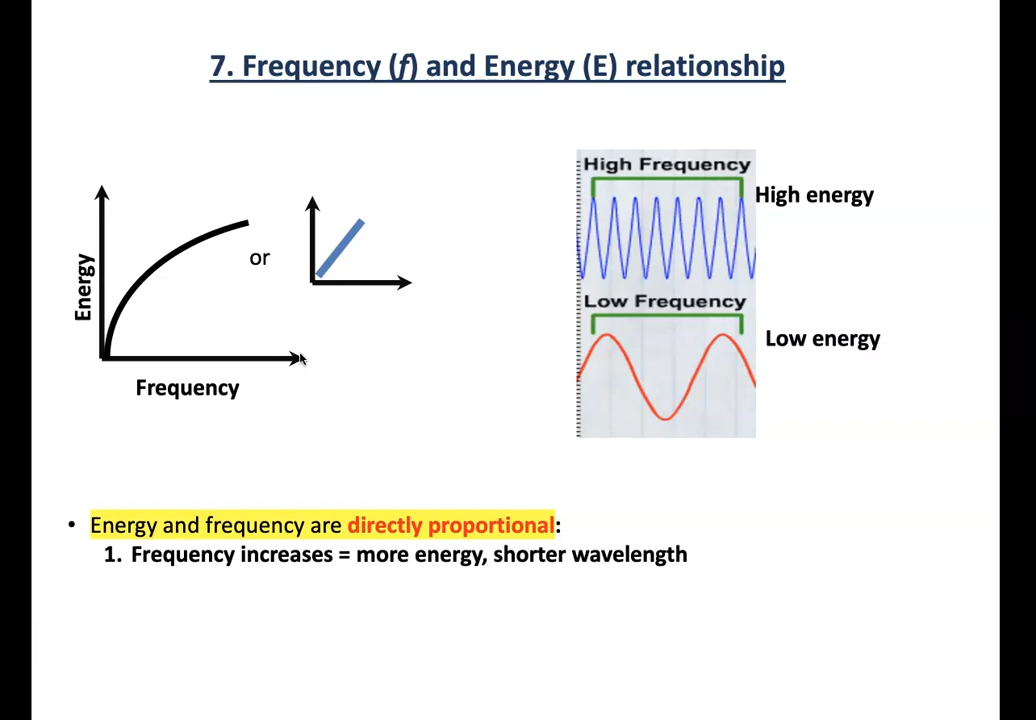 7. Frequency (f) and Energy (E) relationship
High Frequency
High energy
Energy
or
Low Frequency
Low energy
Frequency
• Energy and frequency are directly proportional:
1. Frequency increases = more energy, shorter wavelength